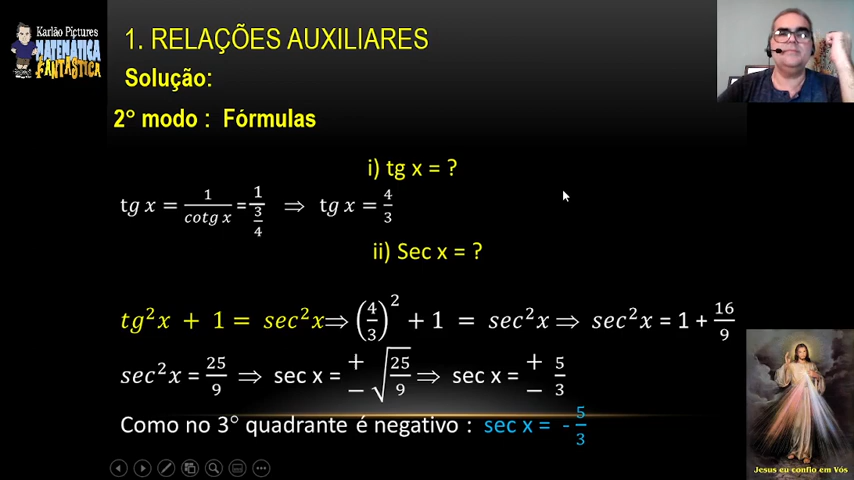 Karlão Pictures
MATEMÁTICA
FANTÁSTICA
1. RELAÇÕES AUXILIARES
Solução:
2° modo : Fórmulas
i) tg x = ?
tg x = 1/cotg x = 1/(3/4) ⇒ tg x = 4/3
ii) Sec x = ?
tg²x + 1 = sec²x ⇒ (4/3)² + 1 = sec²x ⇒ sec²x = 1 + 16/9
sec²x = 25/9 ⇒ sec x = ± √(25/9) ⇒ sec x = ± 5/3
Como no 3° quadrante é negativo : sec x = - 5/3
Jesus eu confio em Vós